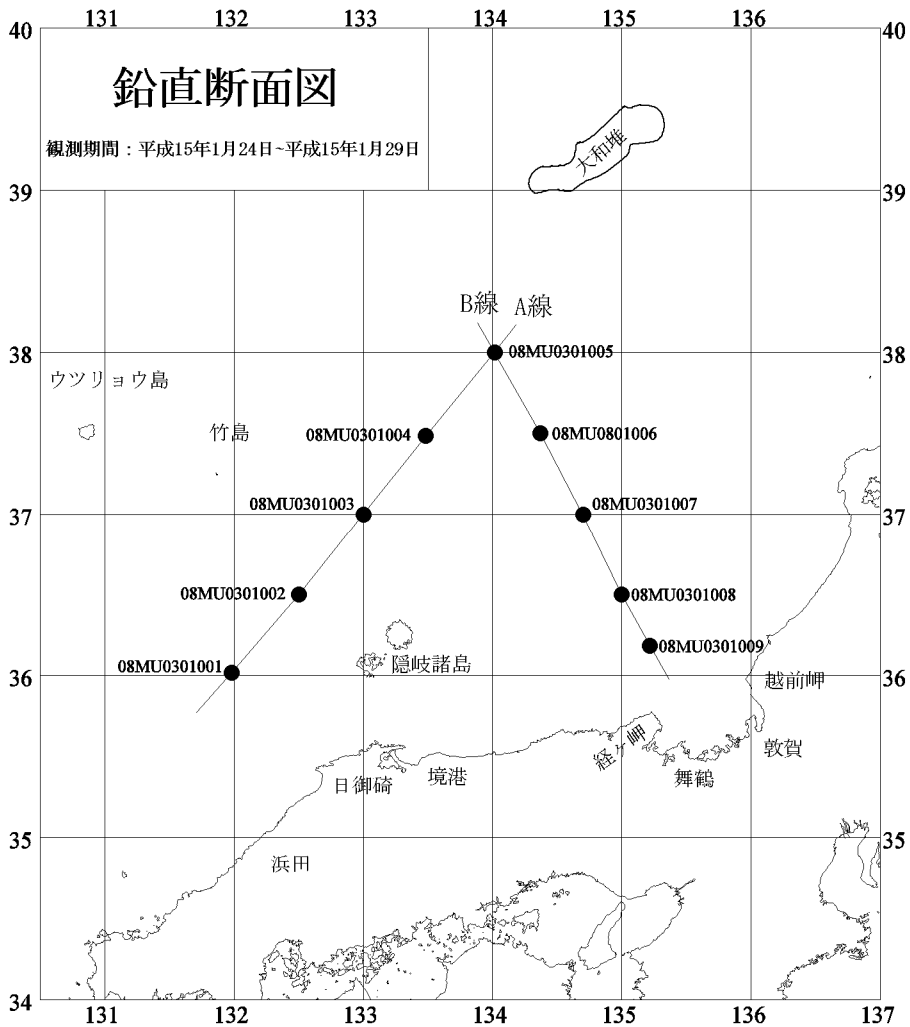 131 132 133 134 135 136
40 40
鉛直断面図
観測期間：平成15年1月24日~平成15年1月29日
大和堆
39 39
B線 A線
38 38
08MU0301005
ウツリョウ島
竹島
08MU0301004
08MU0801006
08MU0301003
08MU0301007
37 37
08MU0301002
08MU0301008
08MU0301009
08MU0301001
隠岐諸島
36 36
越前岬
経ヶ岬
敦賀
日御碕
境港
舞鶴
35 35
浜田
34
131 132 133 134 135 136 137